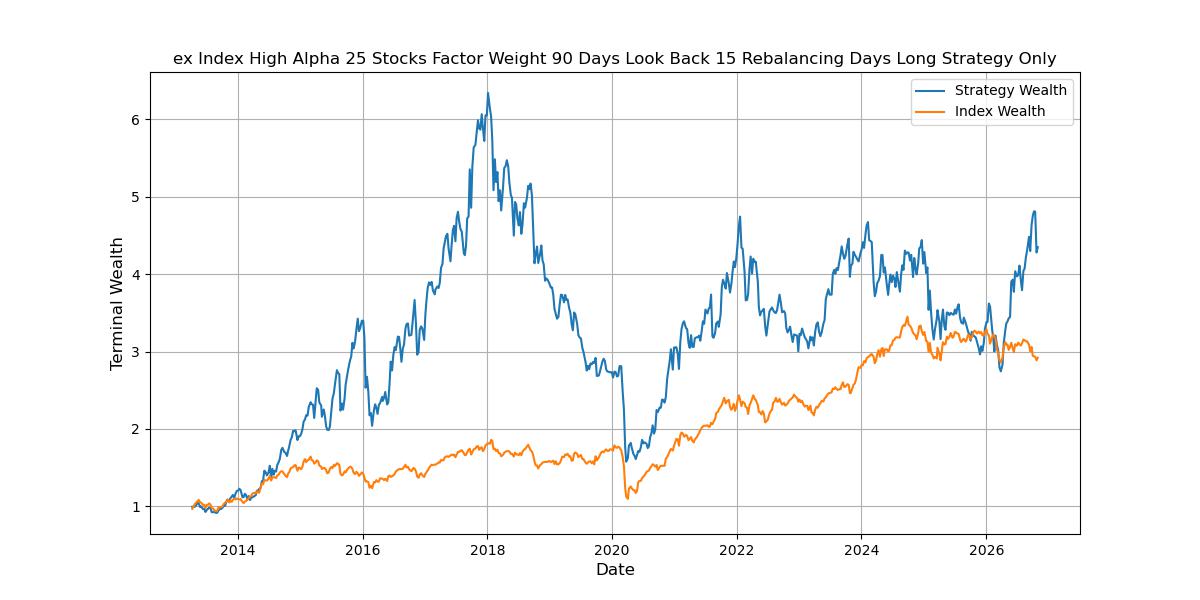 ex Index High Alpha 25 Stocks Factor Weight 90 Days Look Back 15 Rebalancing Days Long Strategy Only
Strategy Wealth
Index Wealth
Terminal Wealth
6
5
4
3
2
1
2014 2016 2018 2020 2022 2024 2026
Date